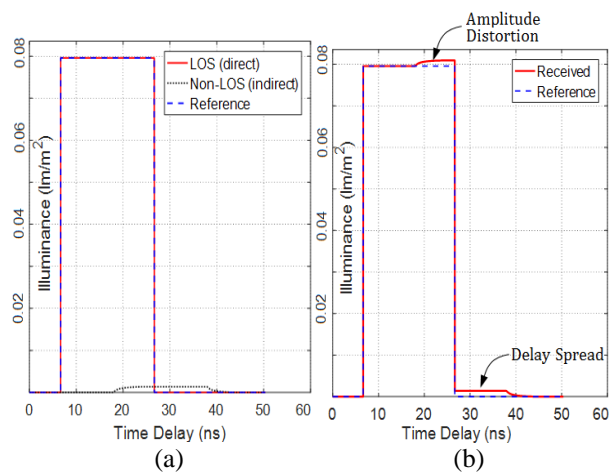 0.08
0.06
0.04
0.02
Illuminance (lm/m²)
LOS (direct)
Non-LOS (indirect)
Reference
0 10 20 30 40 50 60
Time Delay (ns)
(a)
Amplitude
Distortion
0.08
0.06
0.04
0.02
Illuminance (lm/m²)
Received
Reference
Delay Spread
0 10 20 30 40 50 60
Time Delay (ns)
(b)